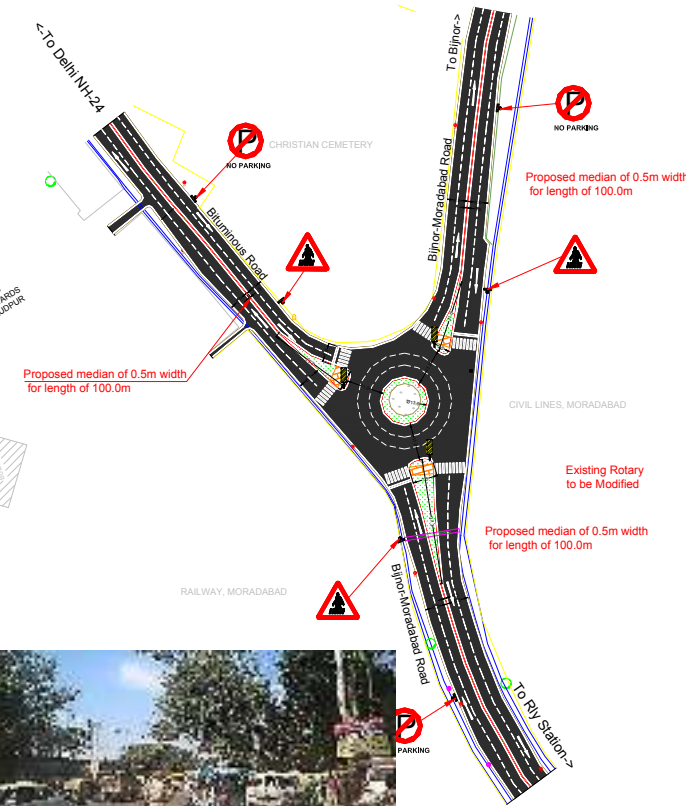 <-To Delhi NH-24
To Bijnor->
NO PARKING
NO PARKING
CHRISTIAN CEMETERY
Bijnor-Moradabad Road
Proposed median of 0.5m width
for length of 100.0m
Bituminous Road
ARDS
UDPUR
Proposed median of 0.5m width
for length of 100.0m
CIVIL LINES, MORADABAD
Existing Rotary
to be Modified
Proposed median of 0.5m width
for length of 100.0m
RAILWAY, MORADABAD
Bijnor-Moradabad Road
To Rly Station->
PARKING